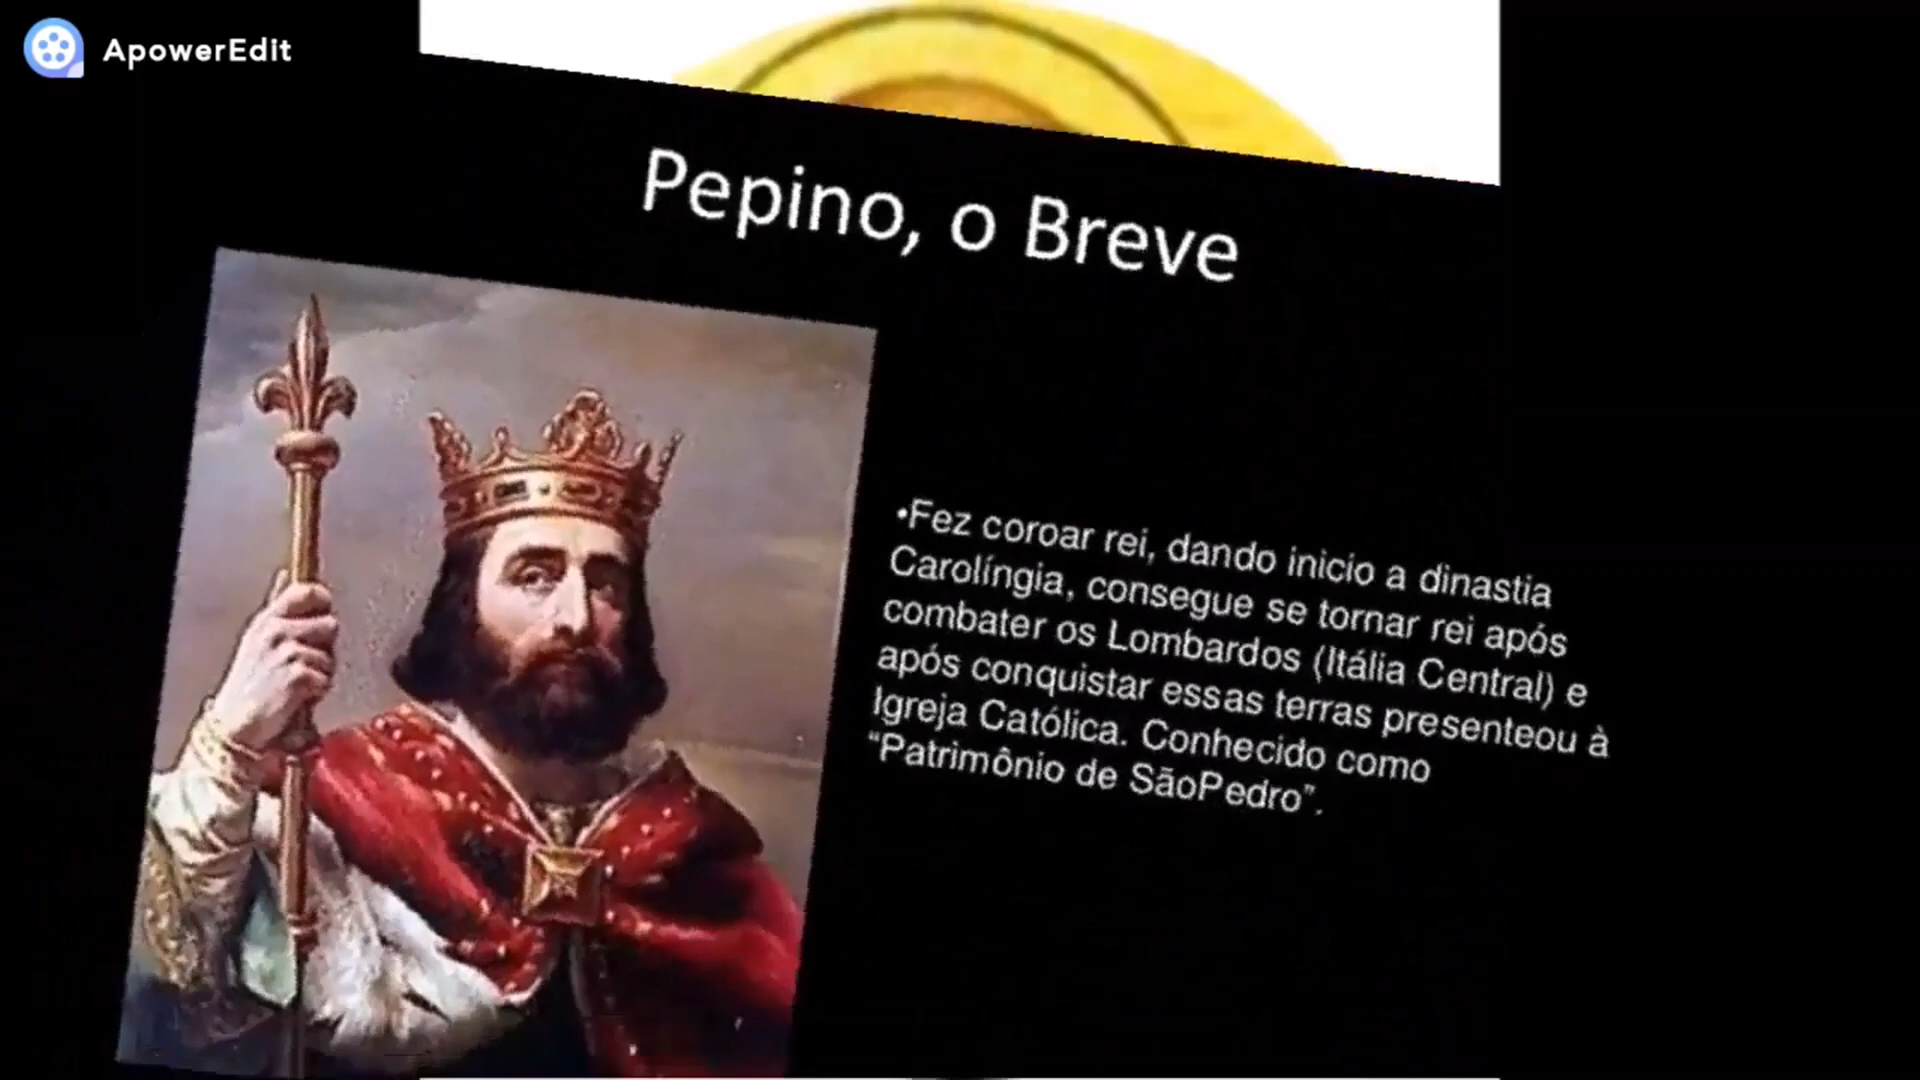 ApowerEdit
Pepino, o Breve
•Fez coroar rei, dando inicio a dinastia
Carolíngia, consegue se tornar rei após
combater os Lombardos (Itália Central) e
após conquistar essas terras presenteou à
Igreja Católica. Conhecido como
“Patrimônio de SãoPedro”.